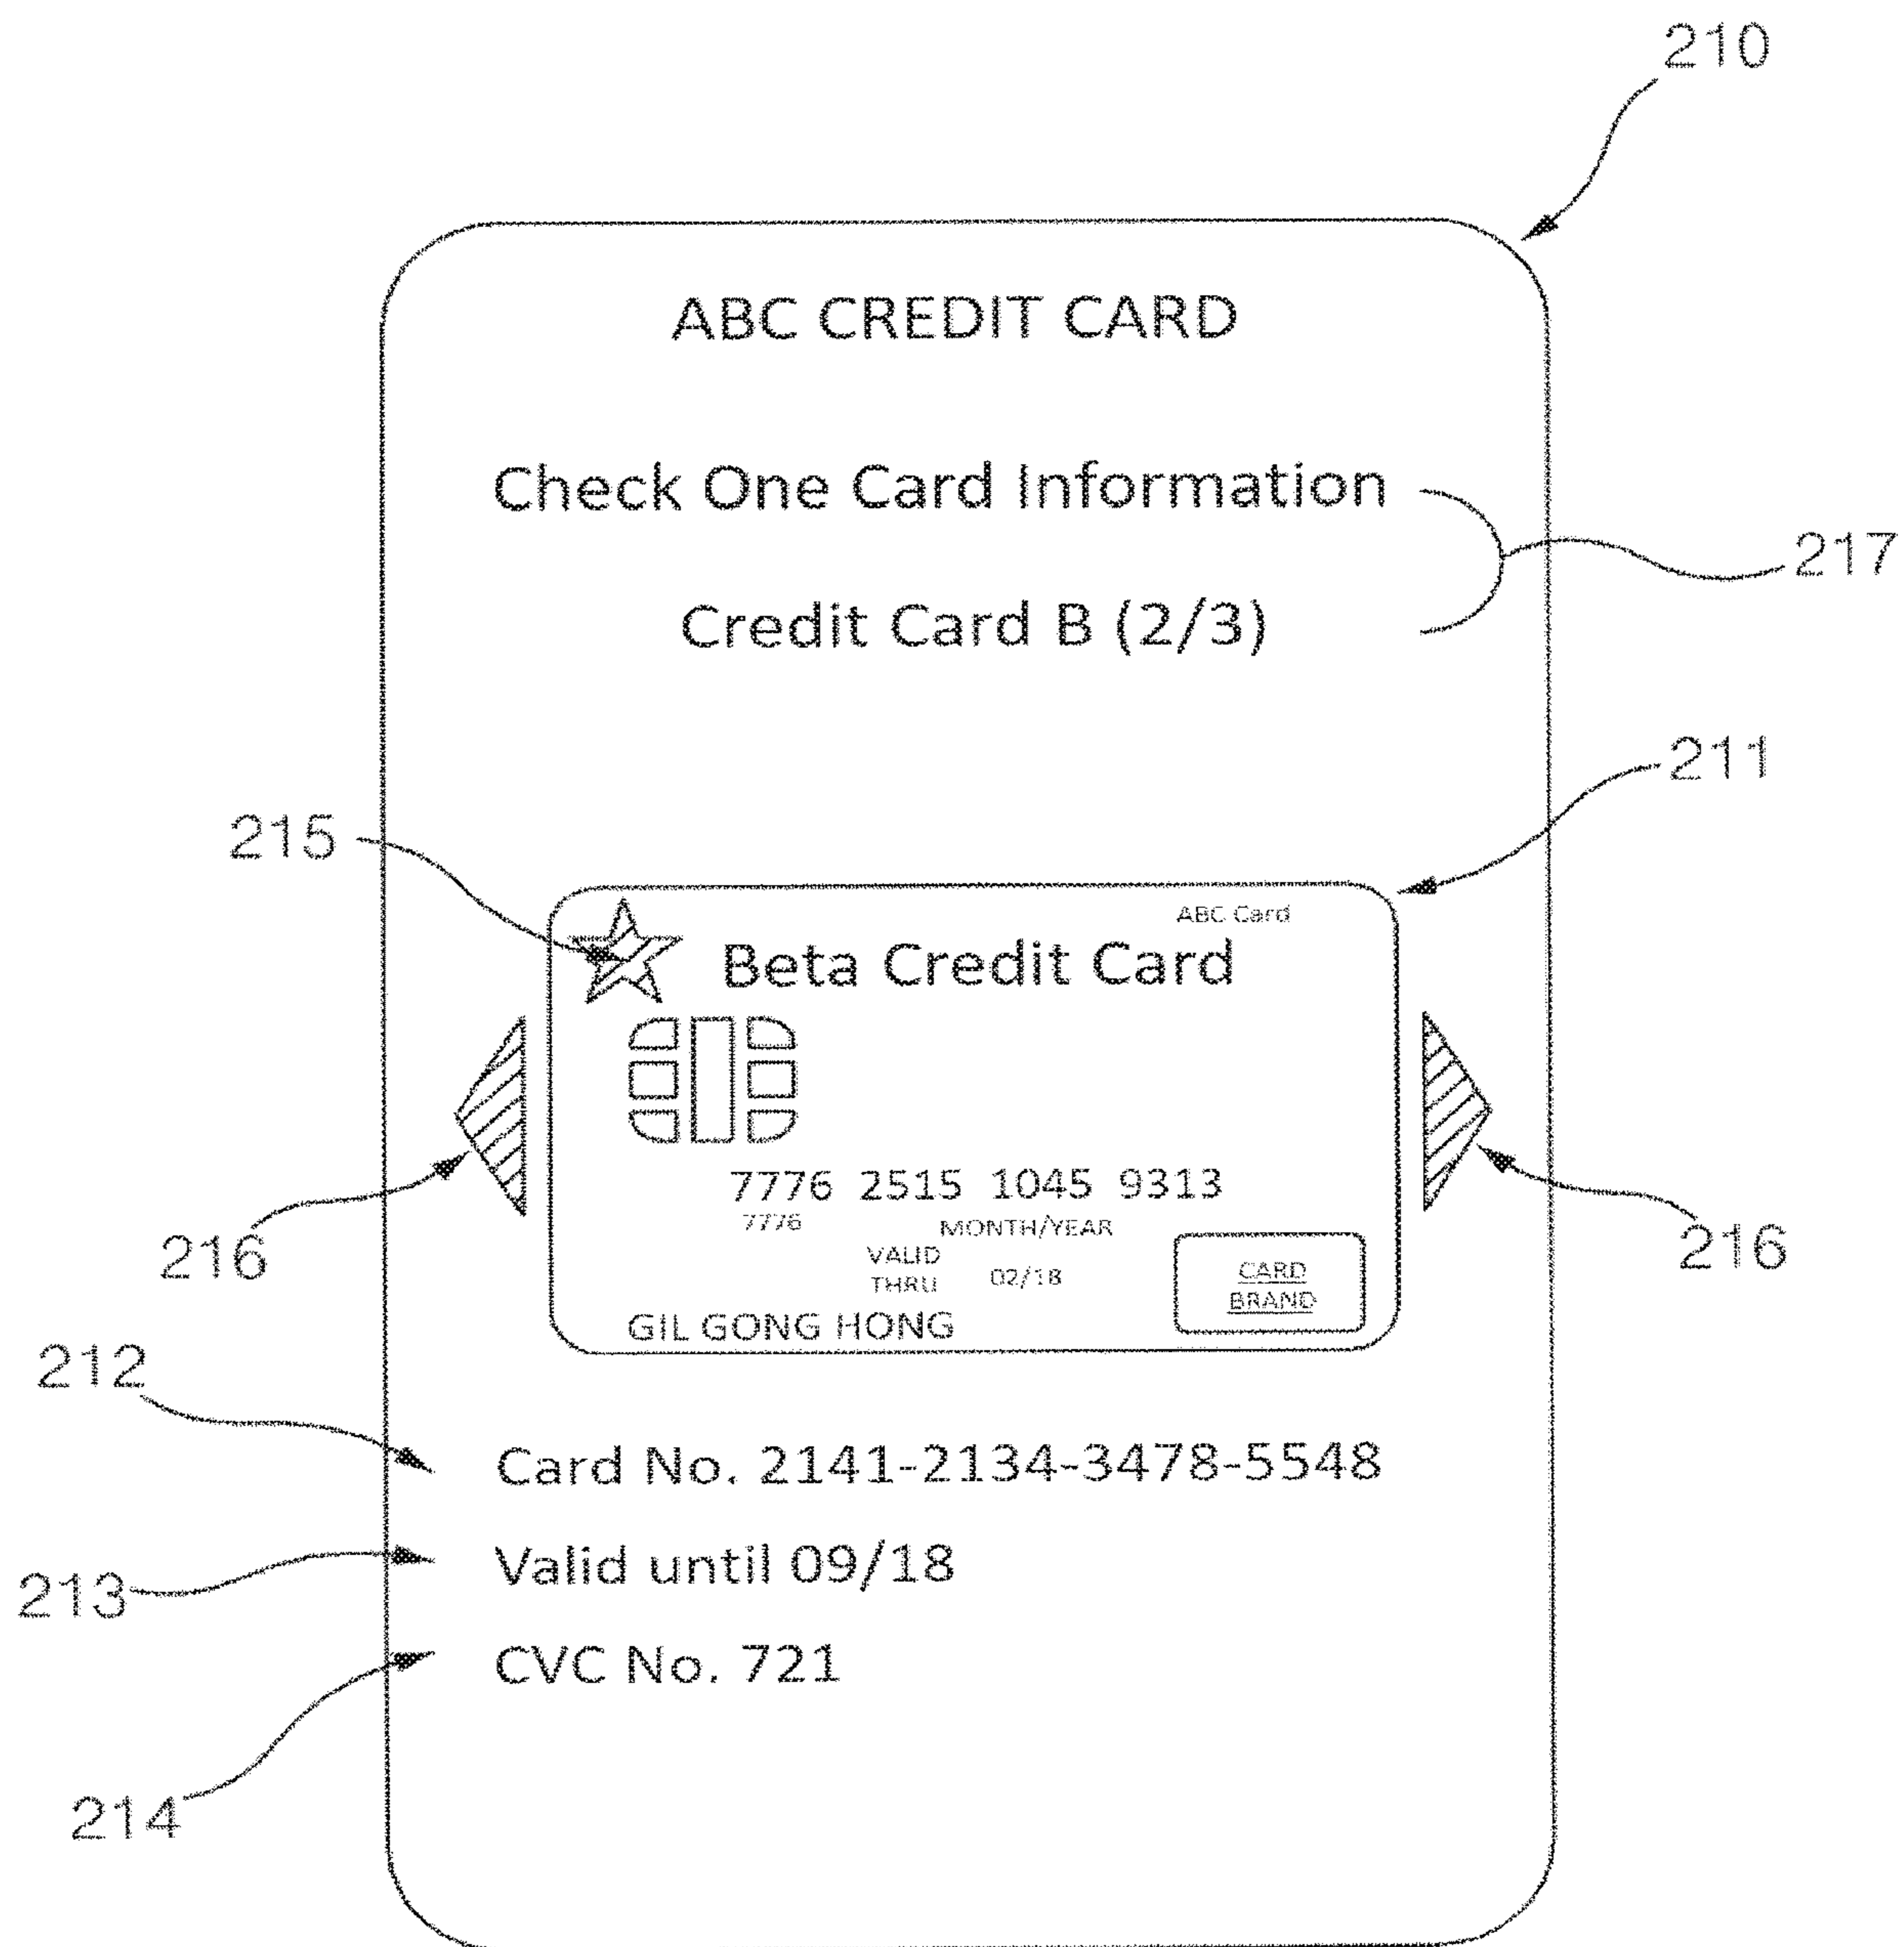 210
ABC CREDIT CARD
Check One Card Information
217
Credit Card B (2/3)
211
215
ABC Card
Beta Credit Card
7776 2515 1045 9313
7776
MONTH/YEAR
216
216
VALID
THRU
02/18
CARD
BRAND
GIL GONG HONG
212
Card No. 2141-2134-3478-5548
213
Valid until 09/18
CVC No. 721
214